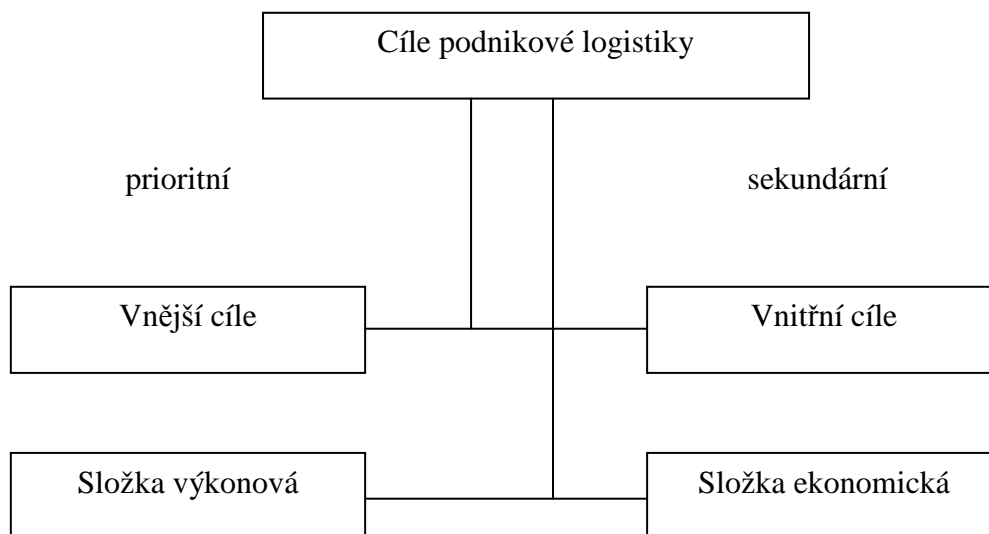 Cíle podnikové logistiky
prioritní
sekundární
Vnější cíle
Vnitřní cíle
Složka výkonová
Složka ekonomická